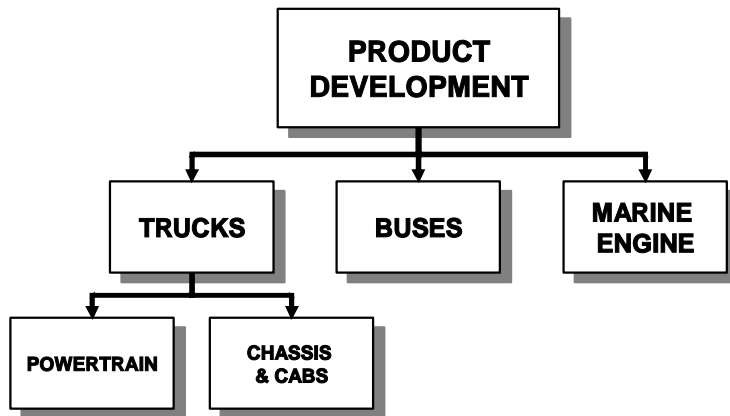 PRODUCT
DEVELOPMENT
TRUCKS
BUSES
MARINE
ENGINE
POWERTRAIN
CHASSIS
& CABS